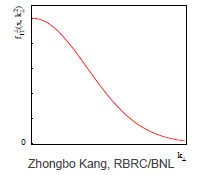 f₁ₜ^⊥(x, k⊥²)
0
k⊥
Zhongbo Kang, RBRC/BNL